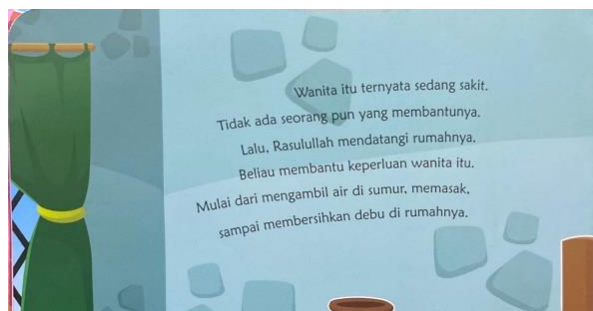 Wanita itu ternyata sedang sakit.
Tidak ada seorang pun yang membantunya.
Lalu, Rasulullah mendatangi rumahnya.
Beliau membantu keperluan wanita itu.
Mulai dari mengambil air di sumur, memasak,
sampai membersihkan debu di rumahnya.